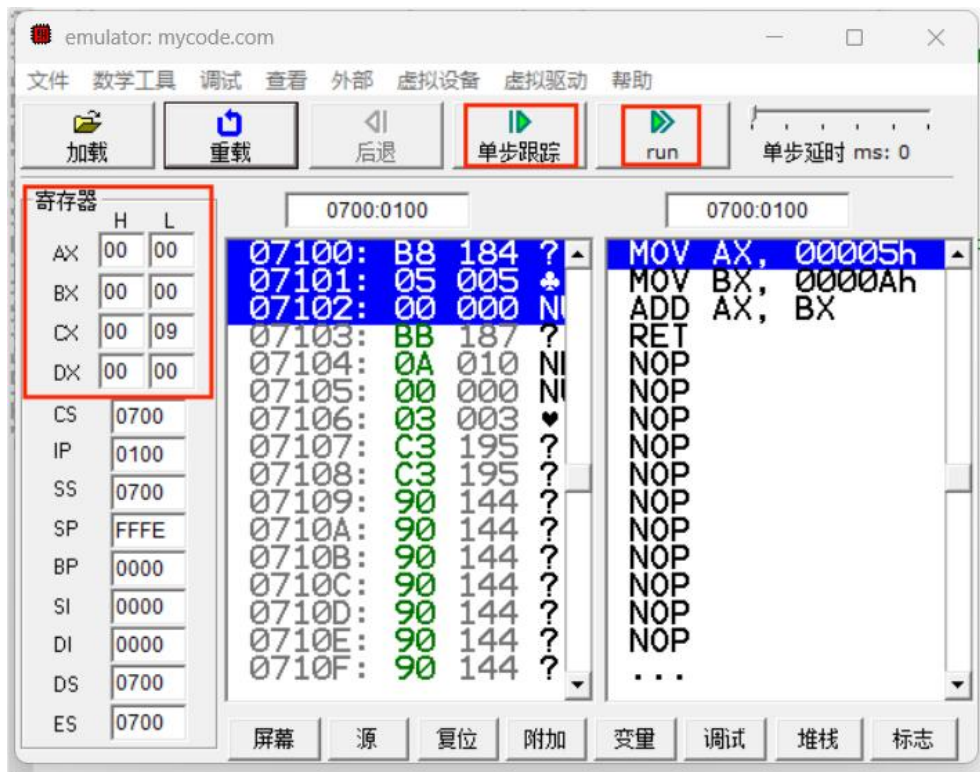 emulator: mycode.com
文件 数学工具 调试 查看 外部 虚拟设备 虚拟驱动 帮助
加载 重载 后退 单步跟踪 run 单步延时 ms: 0
寄存器
H L
AX 00 00
BX 00 00
CX 00 09
DX 00 00
CS 0700
IP 0100
SS 0700
SP FFFE
BP 0000
SI 0000
DI 0000
DS 0700
ES 0700
0700:0100
07100: B8 184 ?
07101: 05 005 ♣
07102: 00 000 NU
07103: BB 187 ?
07104: 0A 010 NE
07105: 00 000 NU
07106: 03 003 ♥
07107: C3 195 ?
07108: C3 195 ?
07109: 90 144 ?
0710A: 90 144 ?
0710B: 90 144 ?
0710C: 90 144 ?
0710D: 90 144 ?
0710E: 90 144 ?
0710F: 90 144 ?
0700:0100
MOV AX, 00005h
MOV BX, 0000Ah
ADD AX, BX
RET
NOP
NOP
NOP
NOP
NOP
NOP
NOP
NOP
NOP
NOP
NOP
...
屏幕 源 复位 附加 变量 调试 堆栈 标志